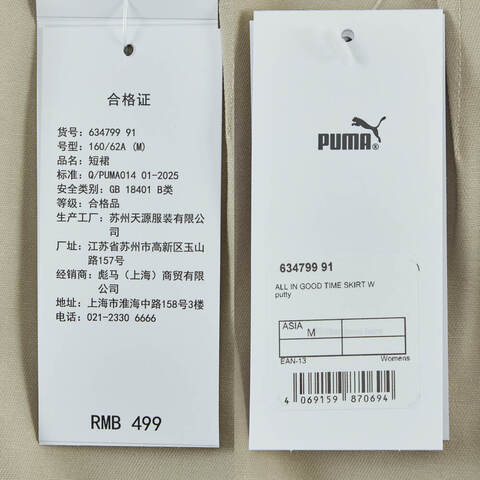 合格证
货号: 634799 91
号型: 160/62A (M)
品名: 短裙
标准: Q/PUMA014 01-2025
安全类别: GB 18401 B类
等级: 合格品
生产工厂: 苏州天源服装有限公
司
厂址: 江苏省苏州市高新区玉山
路157号
经销商: 彪马（上海）商贸有限公
司
地址: 上海市淮海中路158号3楼
电话: 021-2330 6666
RMB 499
PUMA
634799 91
ALL IN GOOD TIME SKIRT W
putty
ASIA
M
EAN-13 Womens
4 069159 870694